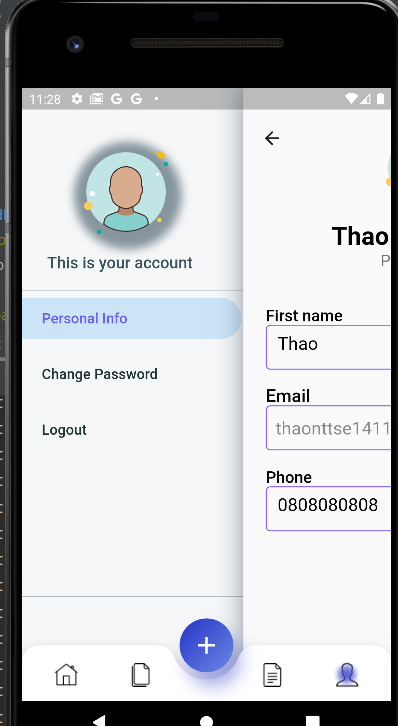 11:28
This is your account
Personal Info
Change Password
Logout
Thao
P
First name
Thao
Email
thaonttse1411
Phone
0808080808